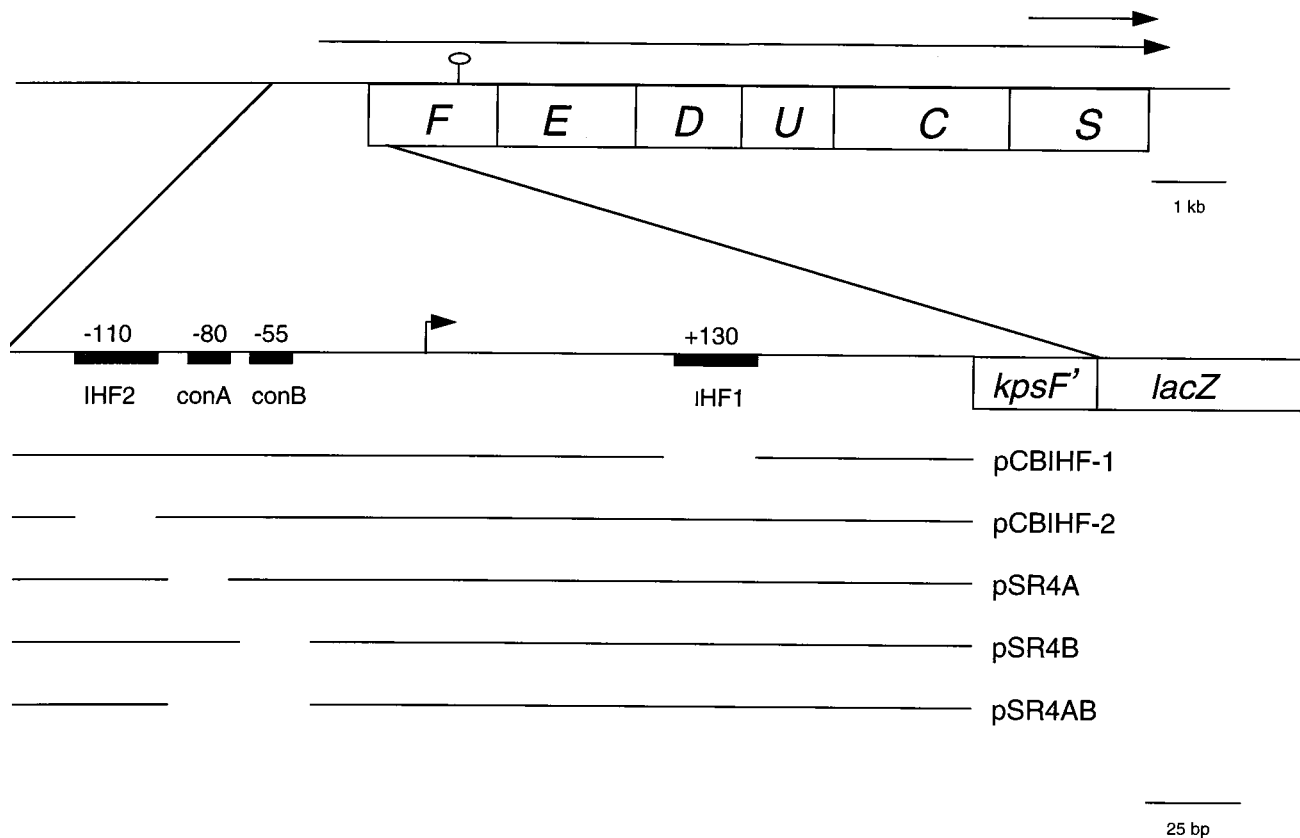 F E D U C S
1 kb
-110 -80 -55 +130
IHF2 conA conB IHF1 kpsF’ lacZ
pCBIHF-1
pCBIHF-2
pSR4A
pSR4B
pSR4AB
25 bp